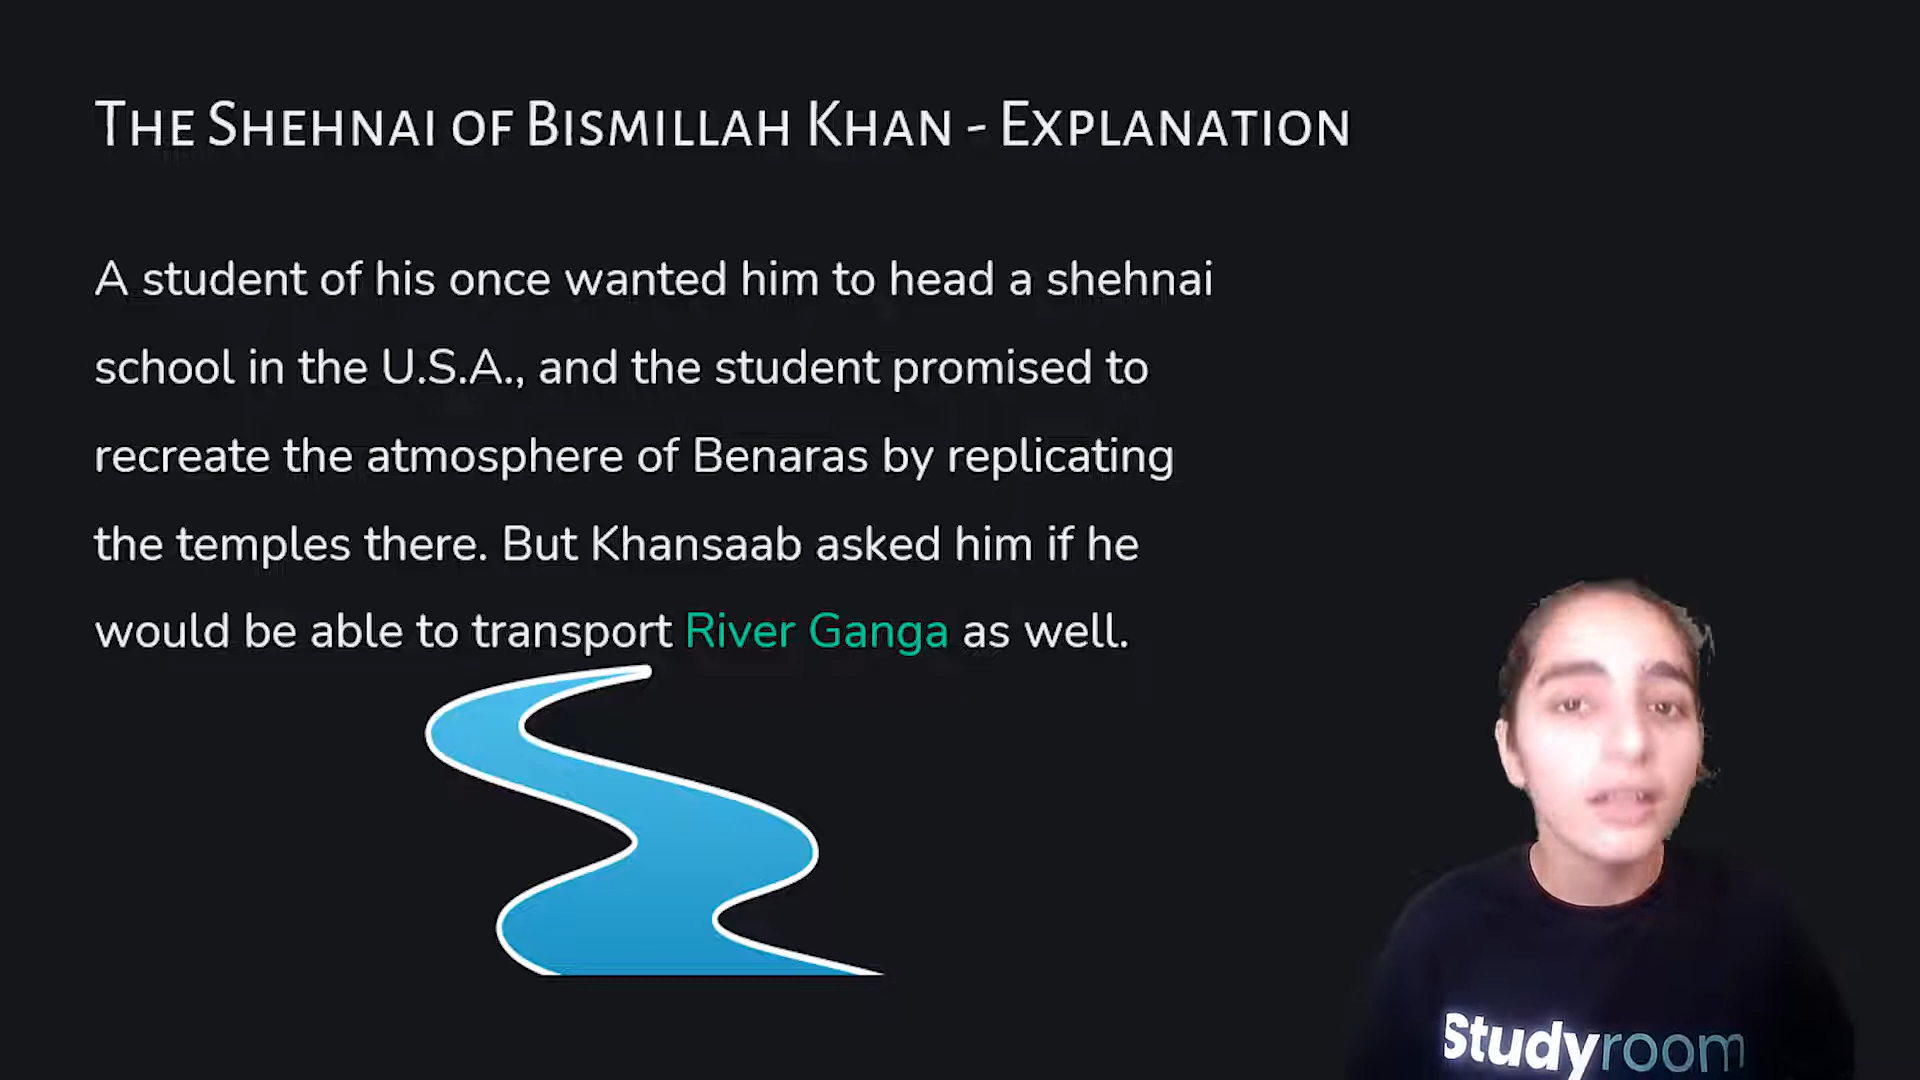 The Shehnai of Bismillah Khan - Explanation
A student of his once wanted him to head a shehnai
school in the U.S.A., and the student promised to
recreate the atmosphere of Benaras by replicating
the temples there. But Khansaab asked him if he
would be able to transport River Ganga as well.
Studyroom